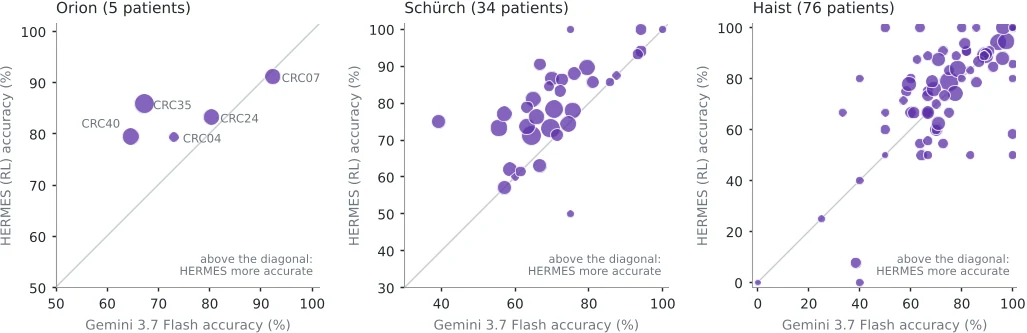 Orion (5 patients)
HERMES (RL) accuracy (%)
100
90
80
70
60
50
CRC07
CRC35
CRC24
CRC40
CRC04
above the diagonal:
HERMES more accurate
50
60
70
80
90
100
Gemini 3.7 Flash accuracy (%)
Schürch (34 patients)
HERMES (RL) accuracy (%)
100
90
80
70
60
50
40
30
above the diagonal:
HERMES more accurate
40
60
80
100
Gemini 3.7 Flash accuracy (%)
Haist (76 patients)
HERMES (RL) accuracy (%)
100
80
60
40
20
0
above the diagonal:
HERMES more accurate
0
20
40
60
80
100
Gemini 3.7 Flash accuracy (%)